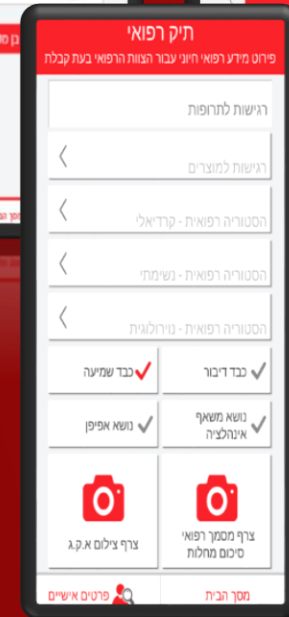 תיק רפואי
פירוט מידע רפואי חיוני עבור הצוות הרפואי בעת קבלת
רגישות לתרופות
רגישות למוצרים
הסטוריה רפואית - קרדיאלי
הסטוריה רפואית - נשימתי
הסטוריה רפואית - נוירולוגית
כבד דיבור
כבד שמיעה
נושא משאף
אינהלציה
נושא אפיפן
צרף מסמך רפואי
סיכום מחלות
צרף צילום א.ק.ג
מסך הבית
פרטים אישיים